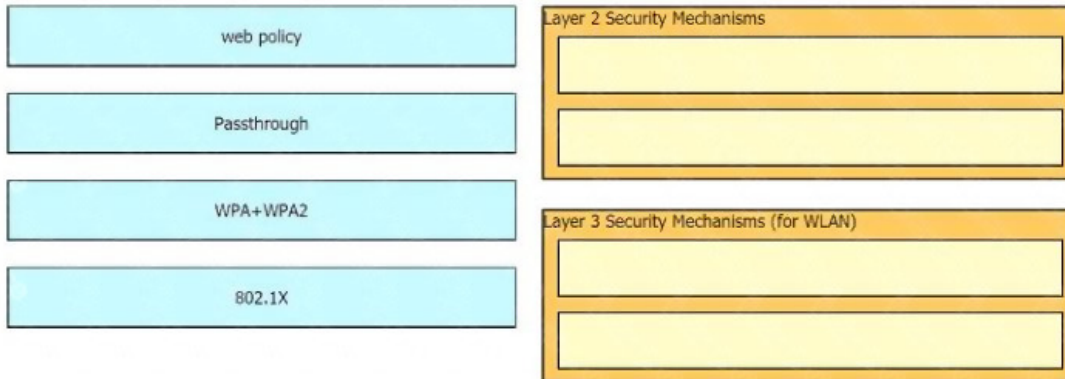 web policy
Passthrough
WPA+WPA2
802.1X
Layer 2 Security Mechanisms
Layer 3 Security Mechanisms (for WLAN)